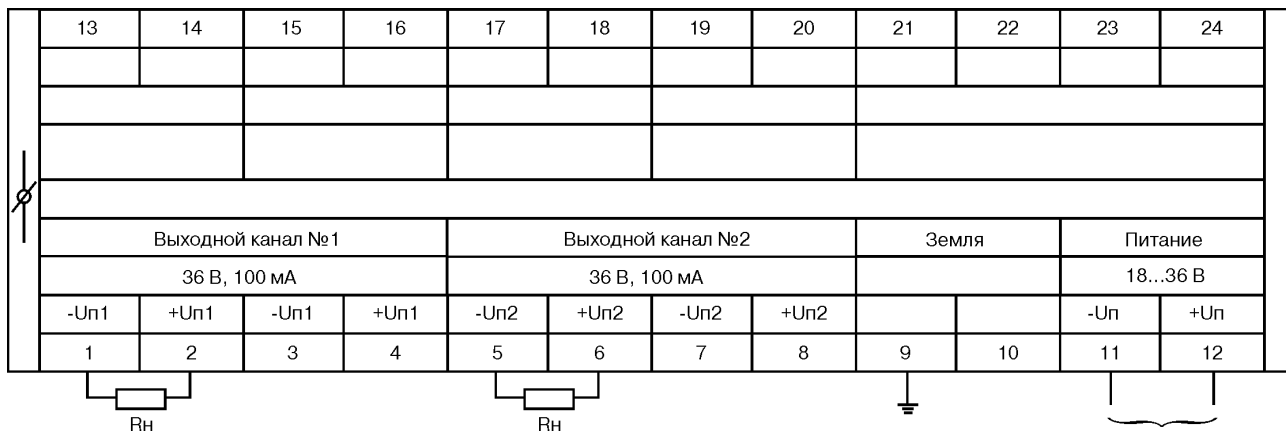 13 14 15 16 17 18 19 20 21 22 23 24
Выходной канал №1 Выходной канал №2 Земля Питание
36 В, 100 мА 36 В, 100 мА 18...36 В
-Uп1 +Uп1 -Uп1 +Uп1 -Uп2 +Uп2 -Uп2 +Uп2 -Uп +Uп
1 2 3 4 5 6 7 8 9 10 11 12
Rн Rн